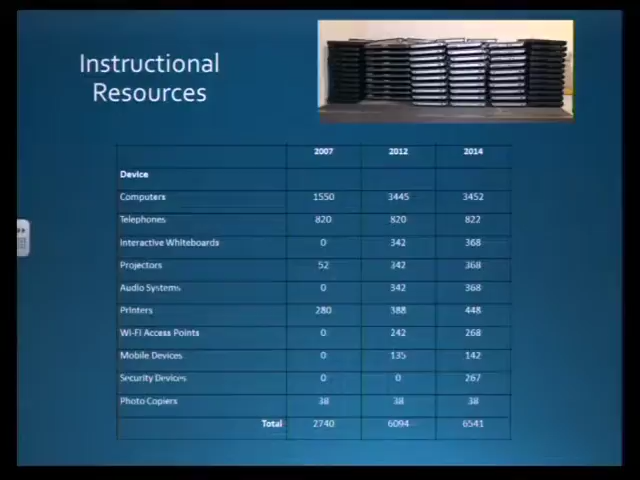 Instructional
Resources
2007 2012 2014
Device
Computers 1550 3445 3452
Telephones 820 820 822
Interactive Whiteboards 0 342 368
Projectors 52 342 368
Audio Systems 0 342 368
Printers 280 388 448
Wi-Fi Access Points 0 242 268
Mobile Devices 0 135 142
Security Devices 0 0 267
Photo Copiers 38 38 38
Total 2740 6094 6541